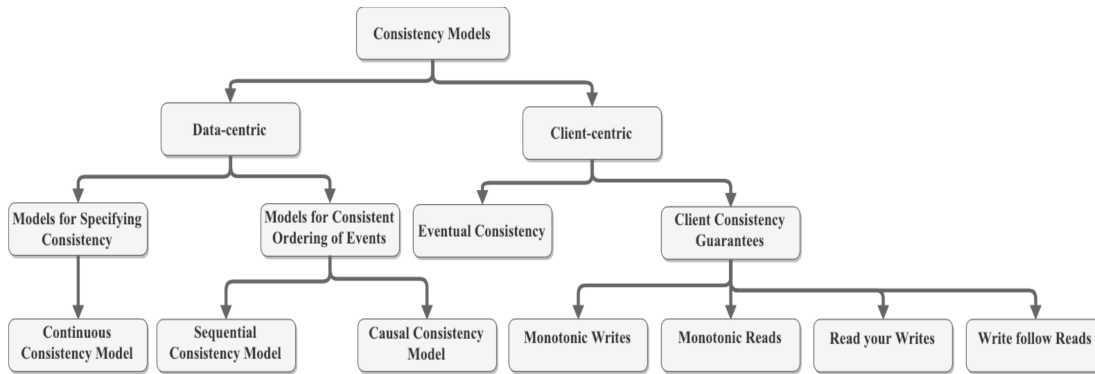 Consistency Models
Data-centric
Client-centric
Models for Specifying
Consistency
Models for Consistent
Ordering of Events
Eventual Consistency
Client Consistency
Guarantees
Continuous
Consistency Model
Sequential
Consistency Model
Causal Consistency
Model
Monotonic Writes
Monotonic Reads
Read your Writes
Write follow Reads